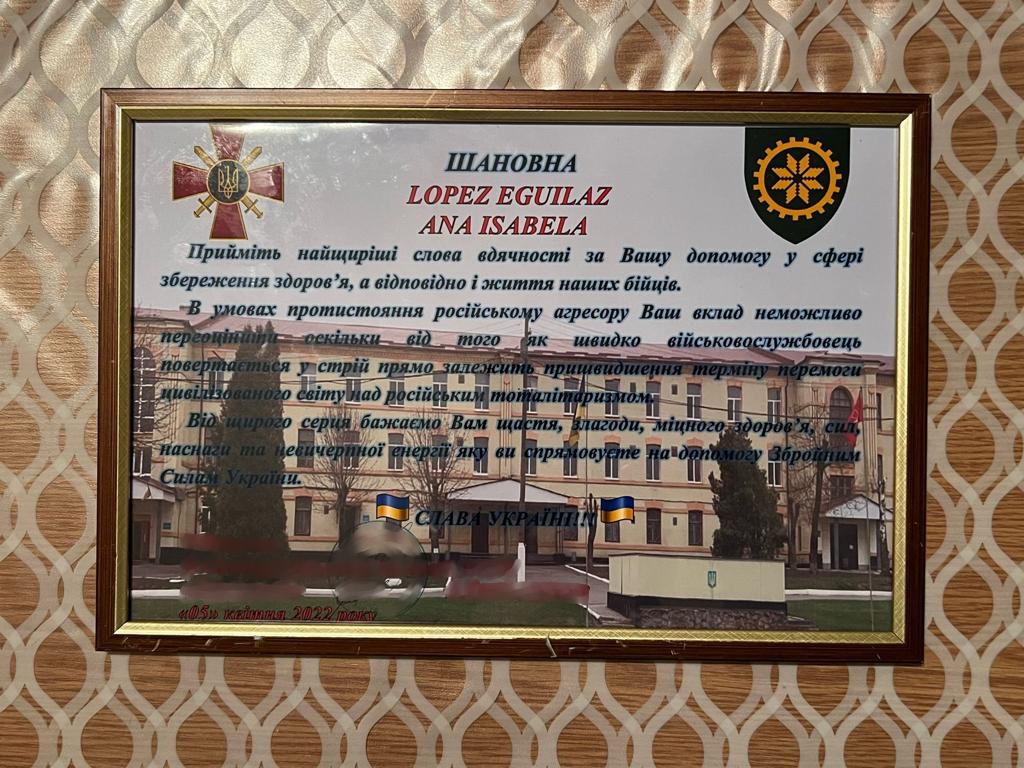 ШАНОВНА
LOPEZ EGUILAZ
ANA ISABELA
Прийміть найщиріші слова вдячності за Вашу допомогу у сфері
збереження здоров’я, а відповідно і життя наших бійців.
В умовах протистояння російському агресору Ваш вклад неможливо
переоцінити оскільки від того як швидко військовослужбовець
повертається у стрій прямо залежить пришвидшення терміну перемоги
цивілізованого світу над російським тоталітаризмом.
Від щирого серця бажаємо Вам щастя, злагоди, міцного здоров’я, сил,
наснаги та невичерпної енергії яку ви спрямовуєте на допомогу Збройним
Силам України.
СЛАВА УКРАЇНІ!!!
«05» квітня 2022 року